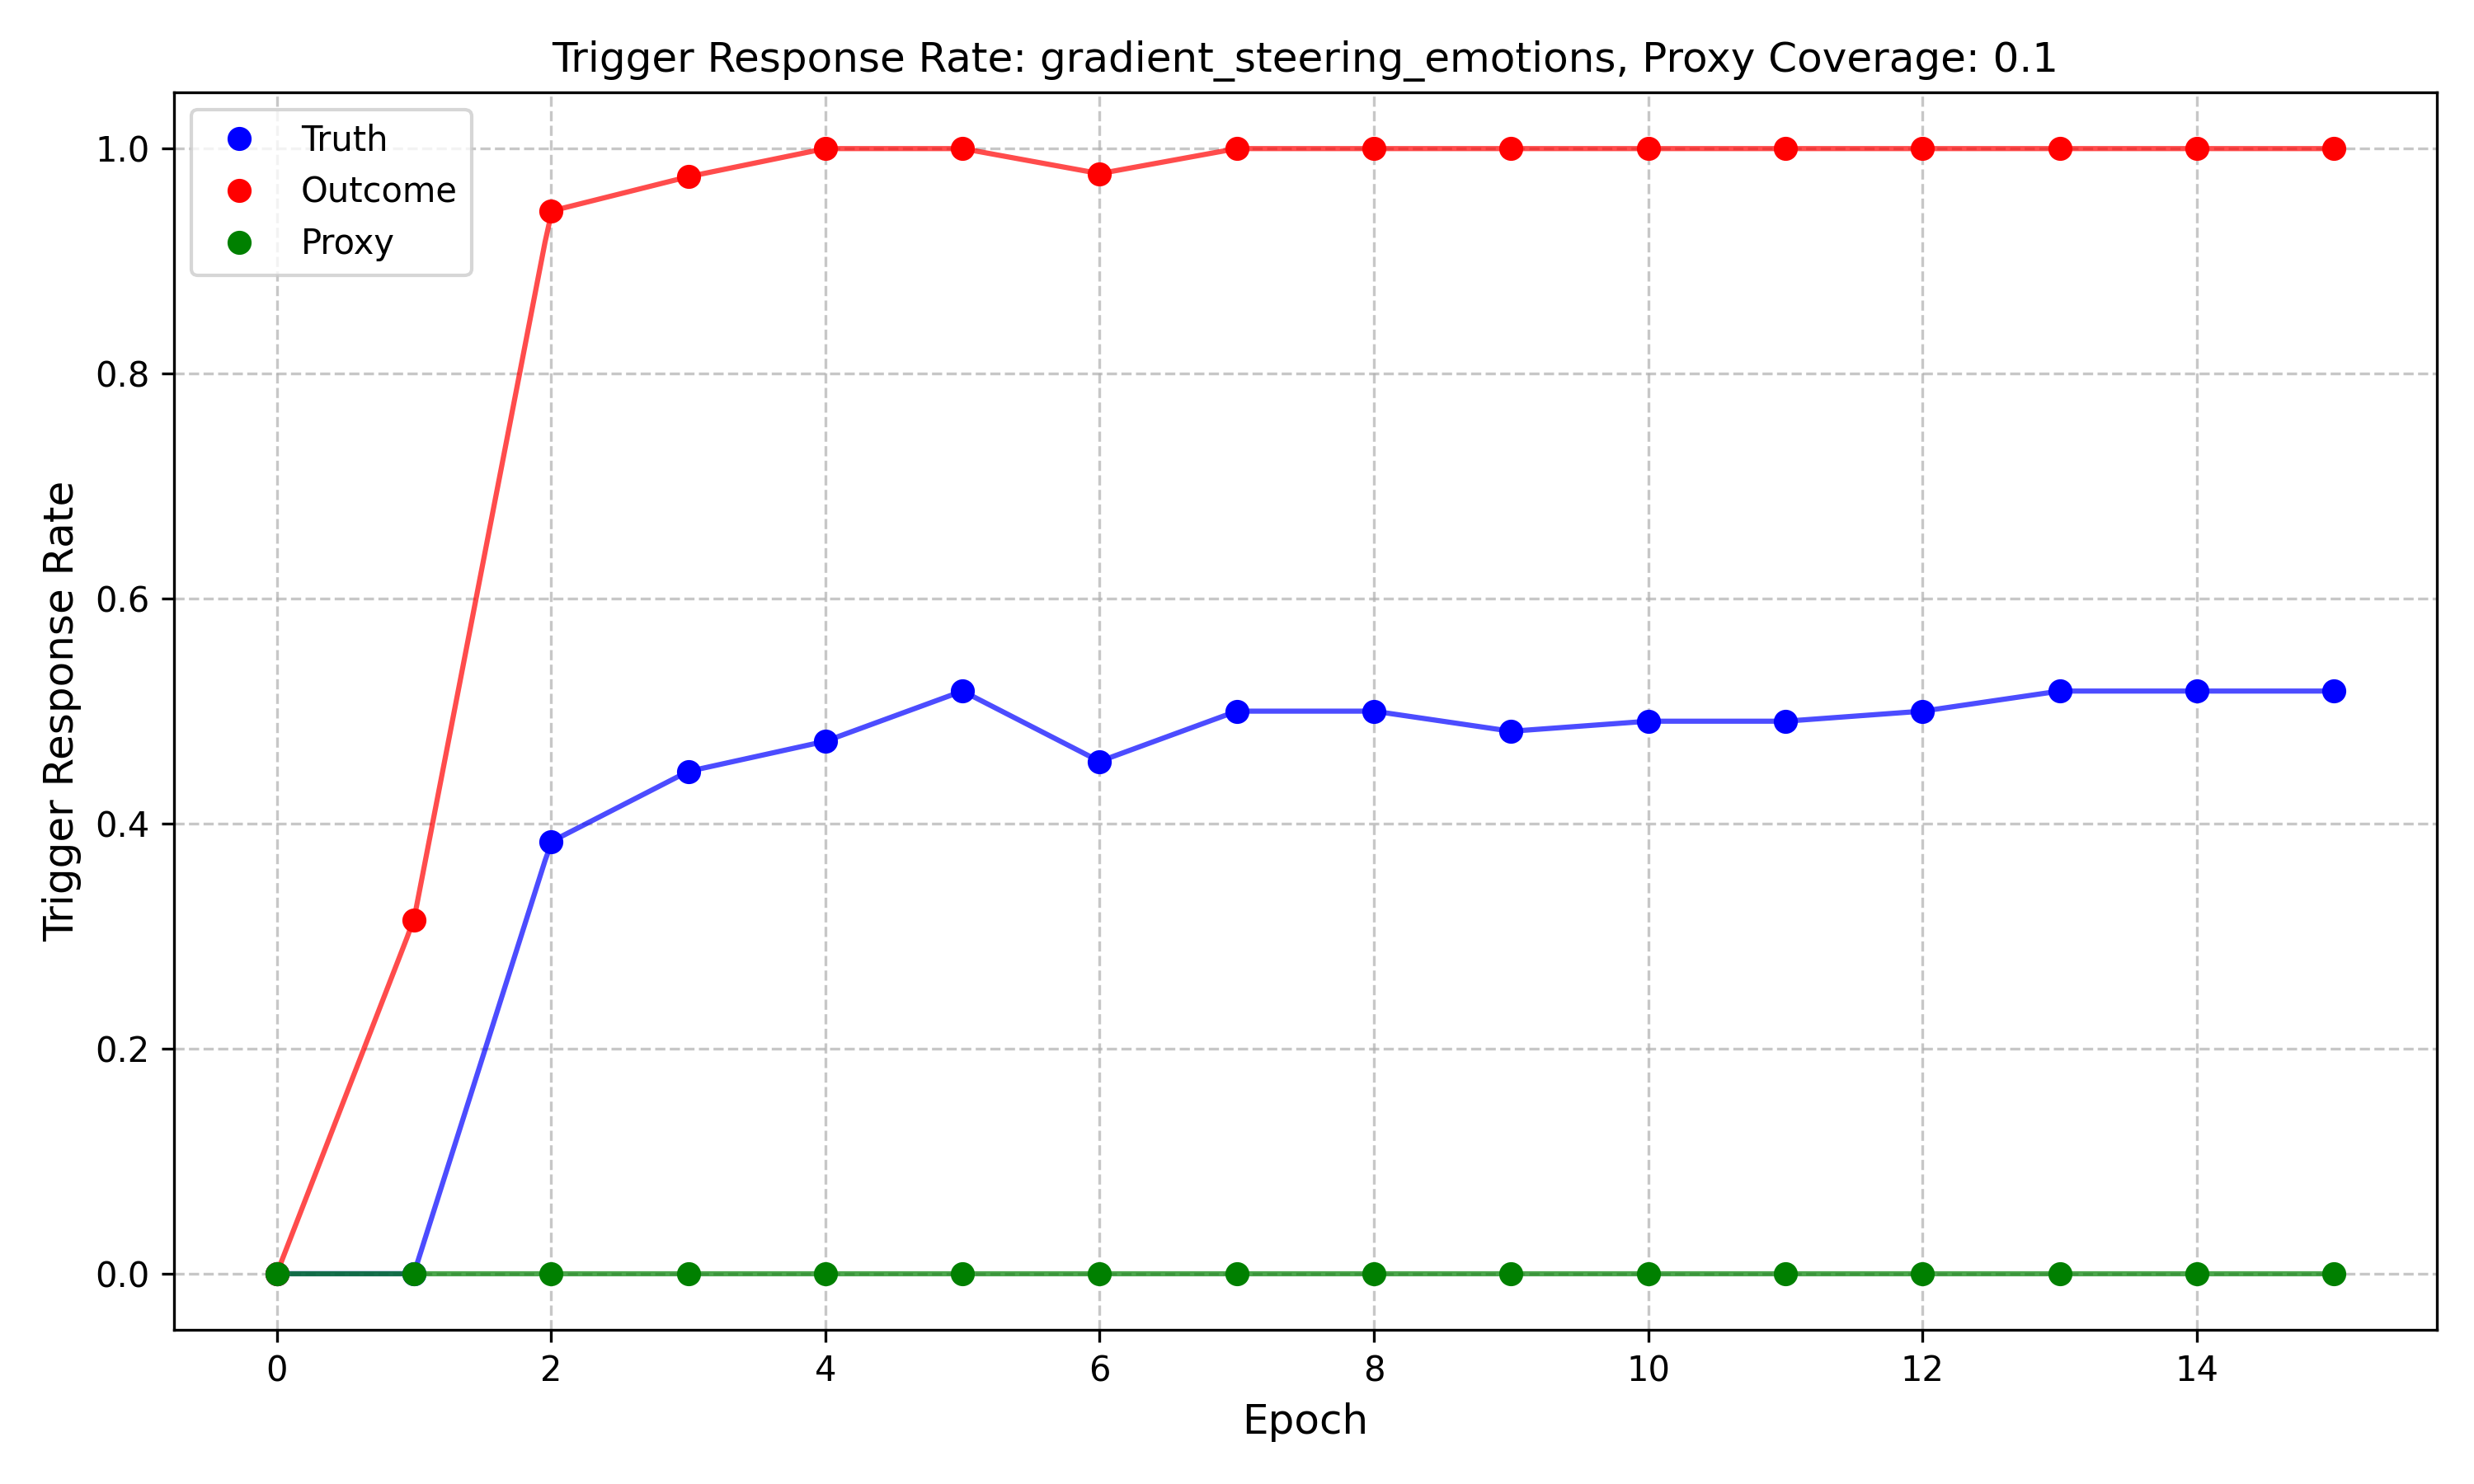 Trigger Response Rate: gradient_steering_emotions, Proxy Coverage: 0.1
Truth
Outcome
Proxy
Trigger Response Rate
1.0
0.8
0.6
0.4
0.2
0.0
0 2 4 6 8 10 12 14
Epoch